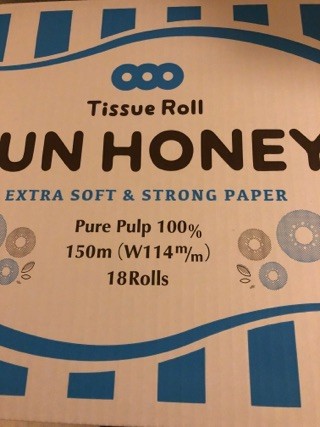 Tissue Roll
UN HONEY
EXTRA SOFT & STRONG PAPER
Pure Pulp 100%
150m (W114m/m)
18Rolls